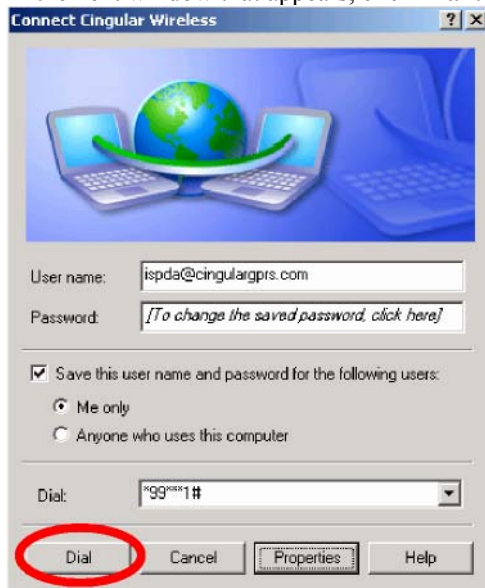 Connect Cingular Wireless ? X
User name: ispda@cingulargprs.com
Password: [To change the saved password, click here]
Save this user name and password for the following users:
Me only
Anyone who uses this computer
Dial: *99***1#
Dial Cancel Properties Help